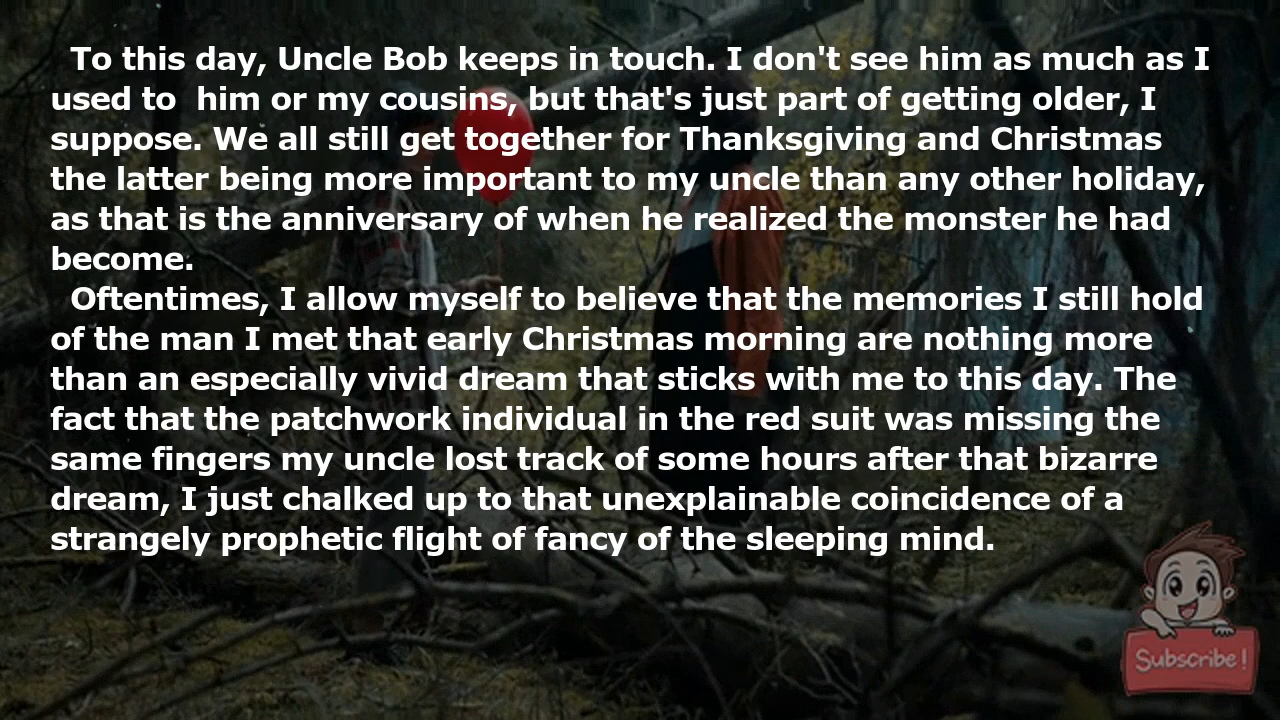 To this day, Uncle Bob keeps in touch. I don't see him as much as I
used to  him or my cousins, but that's just part of getting older, I
suppose. We all still get together for Thanksgiving and Christmas
the latter being more important to my uncle than any other holiday,
as that is the anniversary of when he realized the monster he had
become.
Oftentimes, I allow myself to believe that the memories I still hold
of the man I met that early Christmas morning are nothing more
than an especially vivid dream that sticks with me to this day. The
fact that the patchwork individual in the red suit was missing the
same fingers my uncle lost track of some hours after that bizarre
dream, I just chalked up to that unexplainable coincidence of a
strangely prophetic flight of fancy of the sleeping mind.
Subscribe!